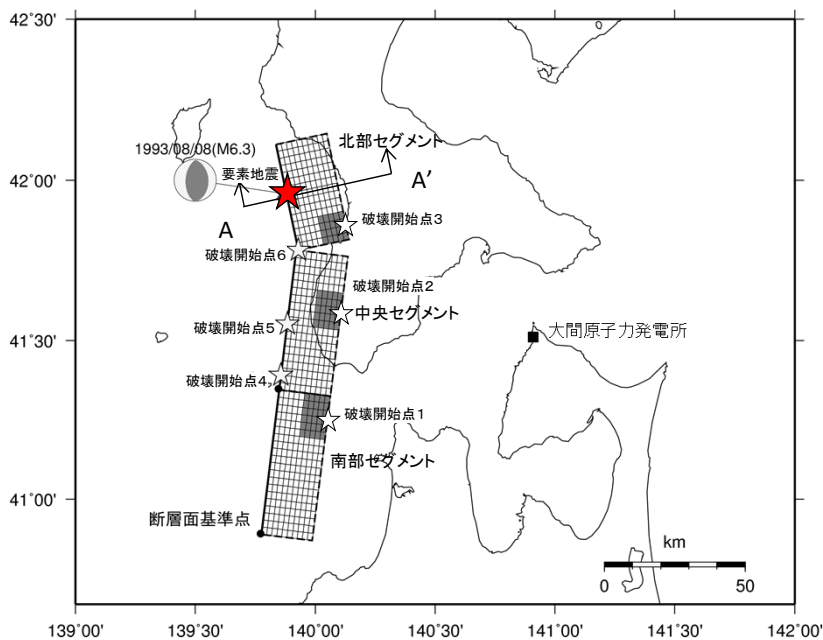 42°30'
1993/08/08(M6.3)
北部セグメント
要素地震
42°00'
A'
A
破壊開始点3
破壊開始点6
破壊開始点2
中央セグメント
破壊開始点5
大間原子力発電所
41°30'
破壊開始点4
破壊開始点1
南部セグメント
41°00'
断層面基準点
km
0 50
139°00' 139°30' 140°00' 140°30' 141°00' 141°30' 142°00'